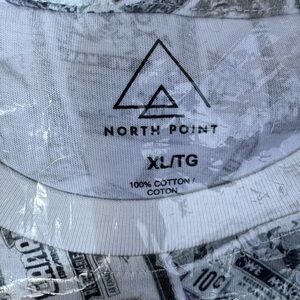 NORTH POINT
XL/TG
100% COTTON /
COTON
10¢